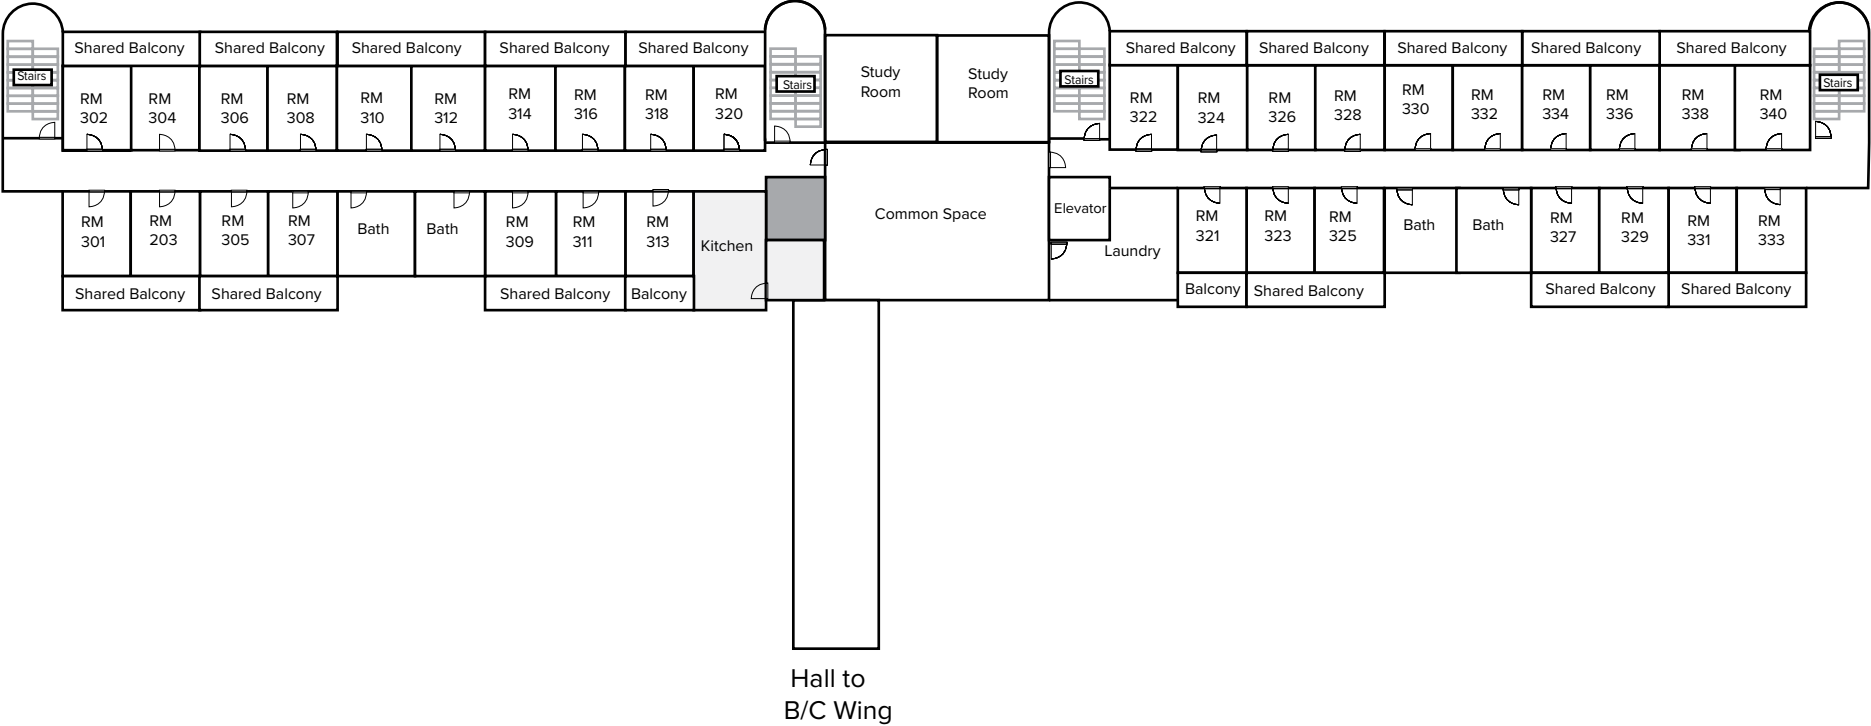 Shared Balcony
Shared Balcony
Shared Balcony
Shared Balcony
Shared Balcony
Shared Balcony
Shared Balcony
Shared Balcony
Shared Balcony
Shared Balcony
Stairs
Stairs
Study
Room
Study
Room
Stairs
Stairs
RM
302
RM
304
RM
306
RM
308
RM
310
RM
312
RM
314
RM
316
RM
318
RM
320
RM
322
RM
324
RM
326
RM
328
RM
330
RM
332
RM
334
RM
336
RM
338
RM
340
RM
301
RM
203
RM
305
RM
307
Bath
Bath
RM
309
RM
311
RM
313
Kitchen
Common Space
Elevator
Laundry
RM
321
RM
323
RM
325
Bath
Bath
RM
327
RM
329
RM
331
RM
333
Shared Balcony
Shared Balcony
Shared Balcony
Balcony
Balcony
Shared Balcony
Shared Balcony
Shared Balcony
Hall to
B/C Wing